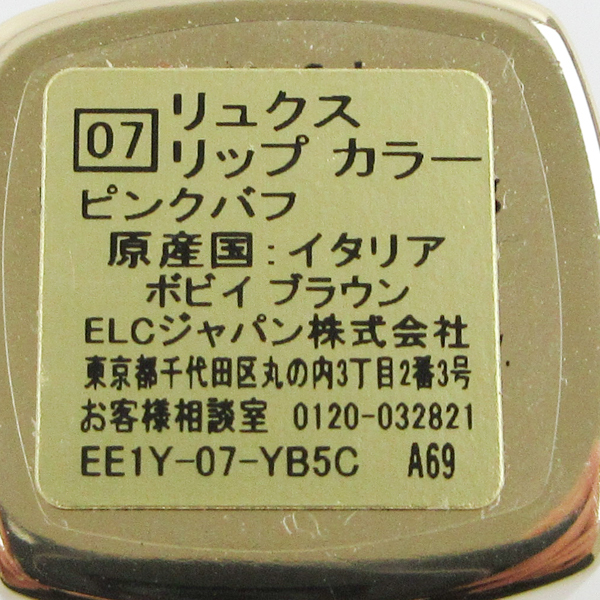 07 リュクス
リップ カラー
ピンクバフ
原産国:イタリア
ボビイ ブラウン
ELCジャパン株式会社
東京都千代田区丸の内3丁目2番3号
お客様相談室 0120-032821
EE1Y-07-YB5C A69